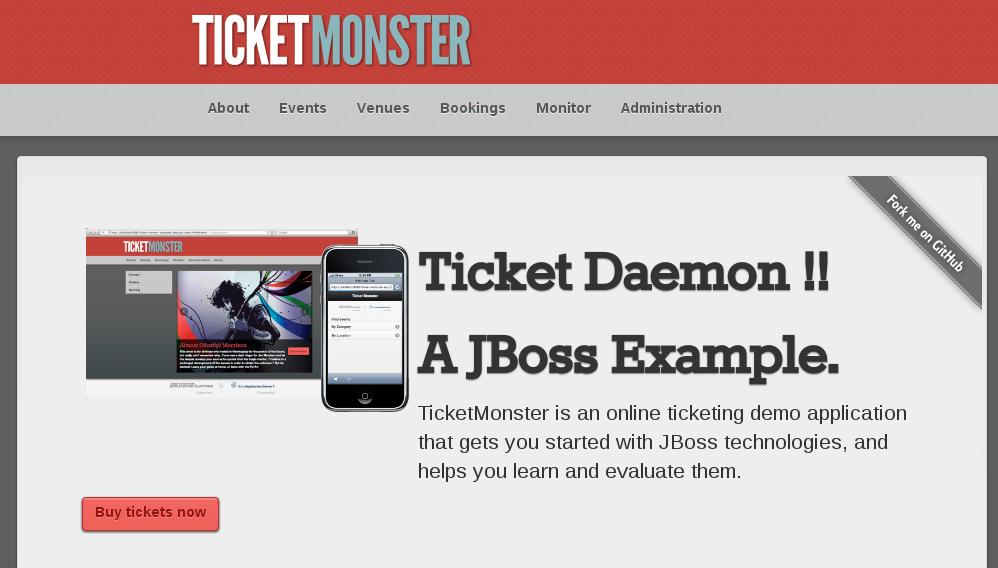 TICKETMONSTER
About Events Venues Bookings Monitor Administration
Fork me on GitHub
TICKETMONSTER
Ticket Monster
Find events
By Category
By Location
Almost (Mostly) Morrison
Ticket Daemon !!
A JBoss Example.
TicketMonster is an online ticketing demo application
that gets you started with JBoss technologies, and
helps you learn and evaluate them.
Buy tickets now